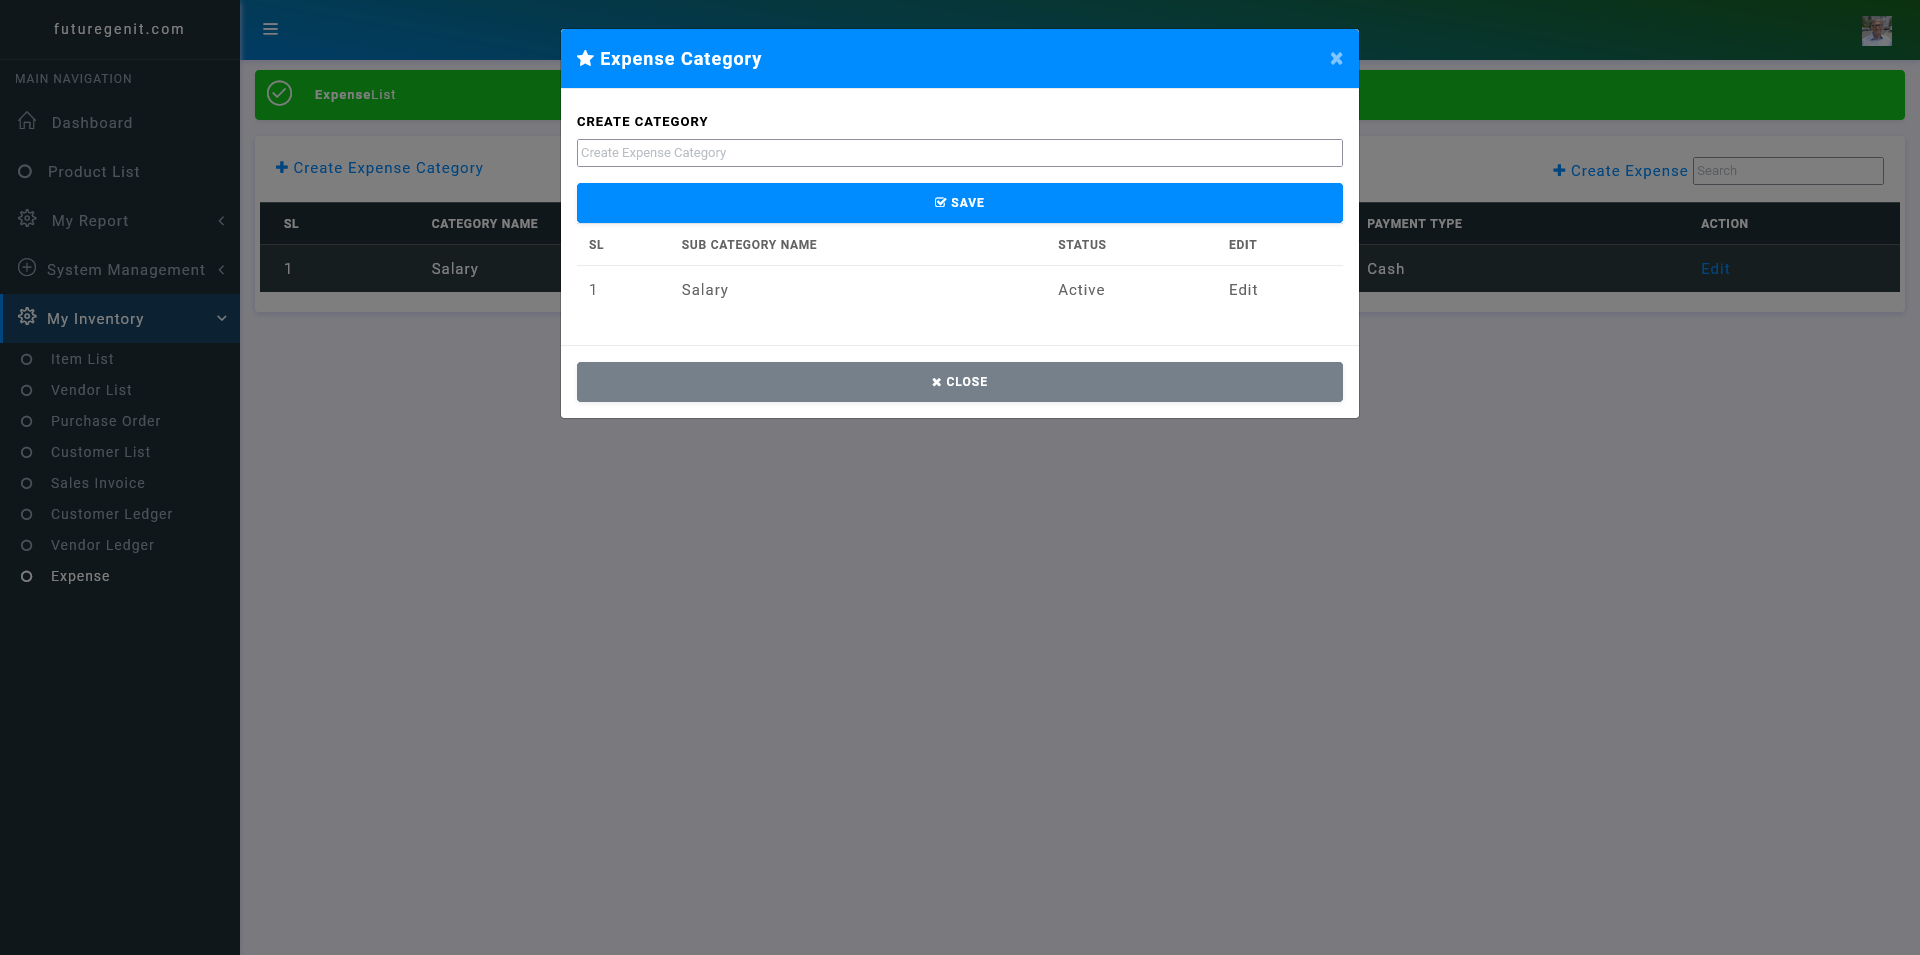 futuregenit.com
MAIN NAVIGATION
Dashboard
Product List
My Report
System Management
My Inventory
Item List
Vendor List
Purchase Order
Customer List
Sales Invoice
Customer Ledger
Vendor Ledger
Expense
ExpenseList
Create Expense Category
Create Expense
Search
SL CATEGORY NAME PAYMENT TYPE ACTION
1 Salary Cash Edit
Expense Category
×
CREATE CATEGORY
Create Expense Category
SAVE
SL SUB CATEGORY NAME STATUS EDIT
1 Salary Active Edit
CLOSE